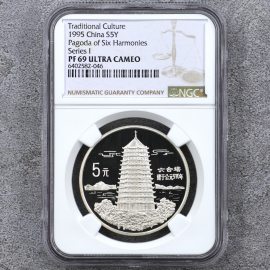 Traditional Culture
1995 China S5Y
Pagoda of Six Harmonies
Series I
PF 69 ULTRA CAMEO
6402582-046
NUMISMATIC GUARANTY COMPANY
NGC
5元
六合塔